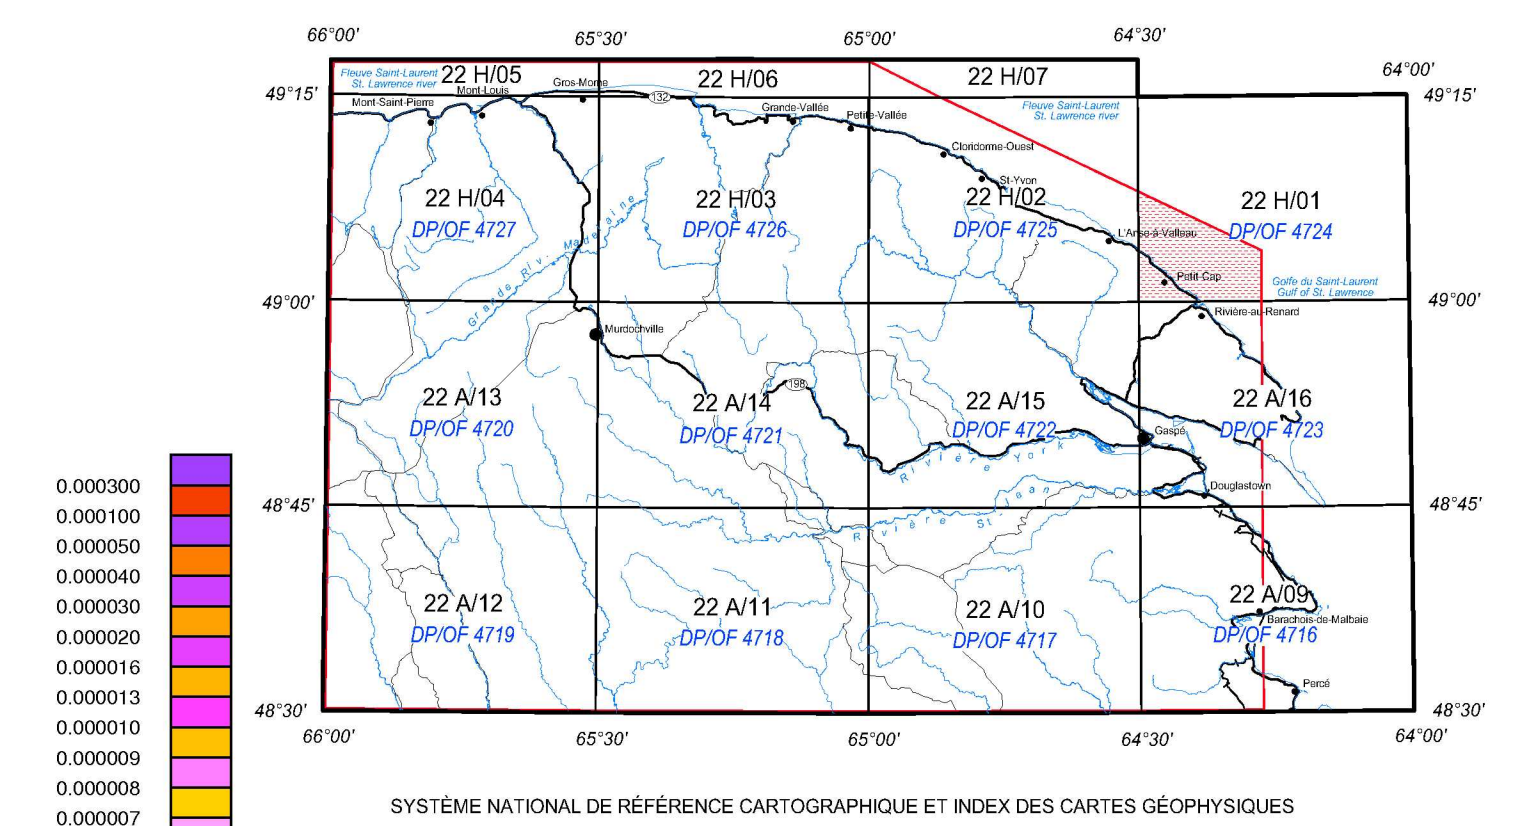 66°00' 65°30' 65°00' 64°30' 64°00'
Fleuve Saint-Laurent
St. Lawrence river
22 H/05 22 H/06 22 H/07
Gros-Morne
Mont-Louis
49°15' 49°15'
Mont-Saint-Pierre
132
Grande-Vallée
Petite-Vallée
Fleuve Saint-Laurent
St. Lawrence river
Cloridorme-Ouest
St-Yvon
22 H/04 22 H/03 22 H/02 22 H/01
DP/OF 4727 DP/OF 4726 DP/OF 4725 DP/OF 4724
L'Anse-à-Valleau
Grande Riv. Madeleine
Petit-Cap
Golfe du Saint-Laurent
Gulf of St. Lawrence
49°00' 49°00'
Rivière-au-Renard
Murdochville
198
22 A/13 22 A/14 22 A/15 22 A/16
DP/OF 4720 DP/OF 4721 DP/OF 4722 DP/OF 4723
Gaspé
Rivière York
Douglastown
Rivière St Jean
48°45' 48°45'
22 A/12 22 A/11 22 A/10 22 A/09
DP/OF 4719 DP/OF 4718 DP/OF 4717 DP/OF 4716
Barachois-de-Malbaie
Percé
48°30' 48°30'
66°00' 65°30' 65°00' 64°30' 64°00'
0.000300
0.000100
0.000050
0.000040
0.000030
0.000020
0.000016
0.000013
0.000010
0.000009
0.000008
0.000007
SYSTÈME NATIONAL DE RÉFÉRENCE CARTOGRAPHIQUE ET INDEX DES CARTES GÉOPHYSIQUES